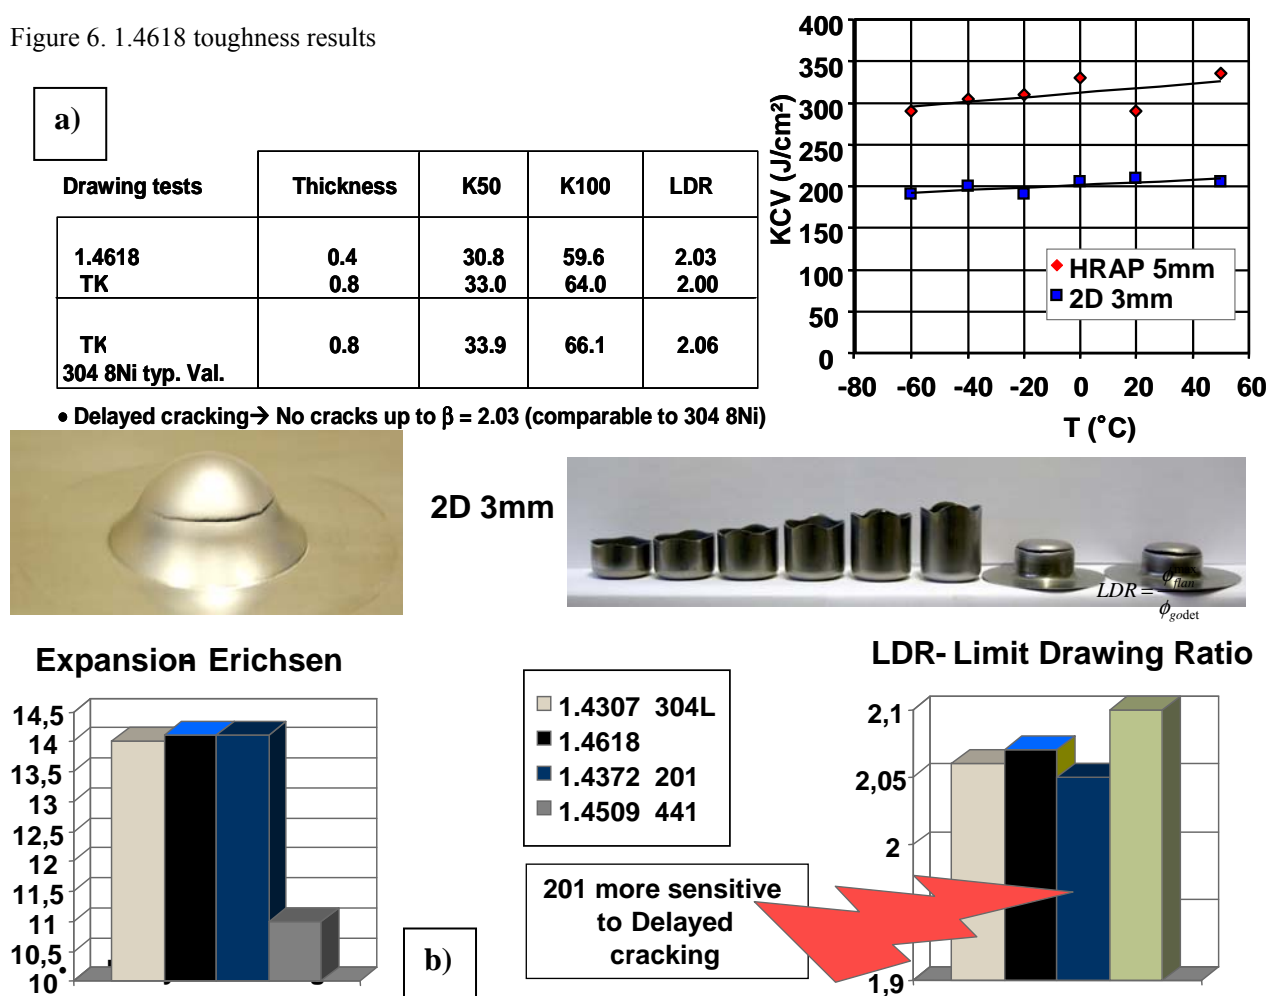 Figure 6. 1.4618 toughness results
a)
Drawing tests Thickness K50 K100 LDR
1.4618 0.4 30.8 59.6 2.03
TK 0.8 33.0 64.0 2.00
TK 0.8 33.9 66.1 2.06
304 8Ni typ. Val.
• Delayed cracking→ No cracks up to β = 2.03 (comparable to 304 8Ni)
400
350
300
250
200
150
100
50
0
KCV (J/cm²)
HRAP 5mm
2D 3mm
-80 -60 -40 -20 0 20 40 60
T (°C)
2D 3mm
LDR =
ϕflan
ϕgodet
Expansion Erichsen
14,5
14
13,5
13
12,5
12
11,5
11
10,5
10
1.4307 304L
1.4618
1.4372 201
1.4509 441
201 more sensitive
to Delayed
cracking
b)
LDR- Limit Drawing Ratio
2,1
2,05
2
1,9